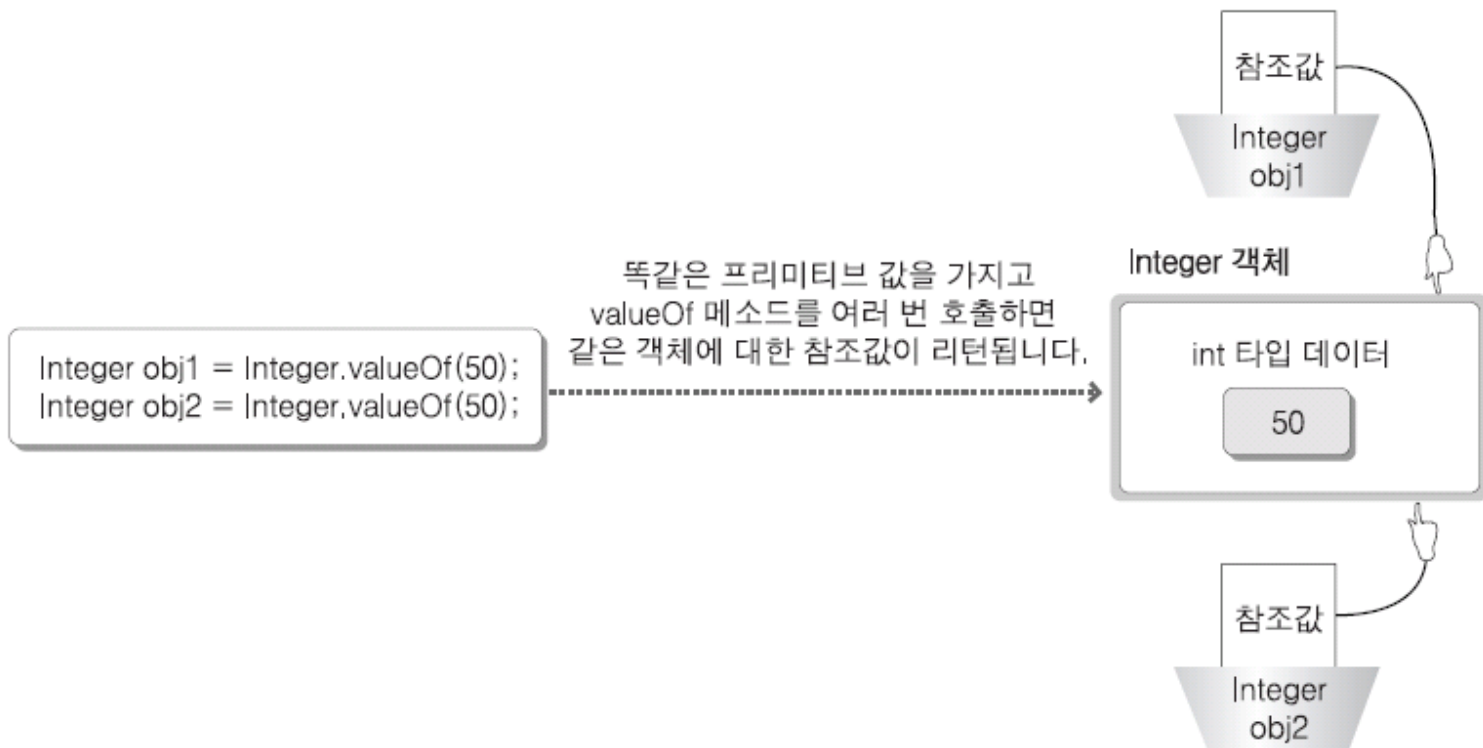 Integer obj1 = Integer.valueOf(50);
Integer obj2 = Integer.valueOf(50);
똑같은 프리미티브 값을 가지고
valueOf 메소드를 여러 번 호출하면
같은 객체에 대한 참조값이 리턴됩니다.
참조값
Integer
obj1
Integer 객체
int 타입 데이터
50
참조값
Integer
obj2